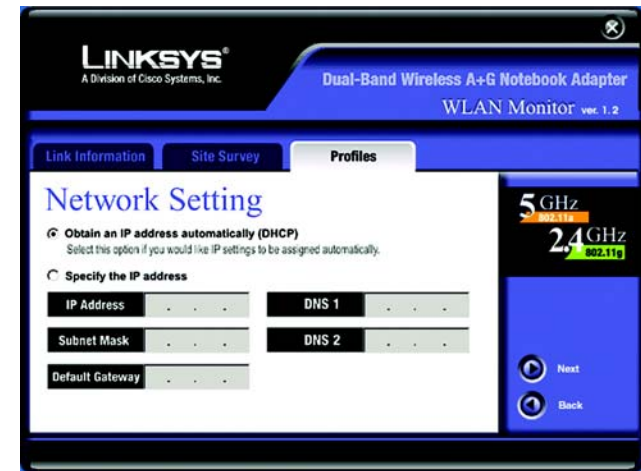 LINKSYS®
A Division of Cisco Systems, Inc.
Dual-Band Wireless A+G Notebook Adapter
WLAN Monitor ver. 1.2
Link Information
Site Survey
Profiles
Network Setting
Obtain an IP address automatically (DHCP)
Select this option if you would like IP settings to be assigned automatically.
Specify the IP address
IP Address . . .
DNS 1 . . .
Subnet Mask . . .
DNS 2 . . .
Default Gateway . . .
5 GHz
802.11a
2.4 GHz
802.11g
Next
Back